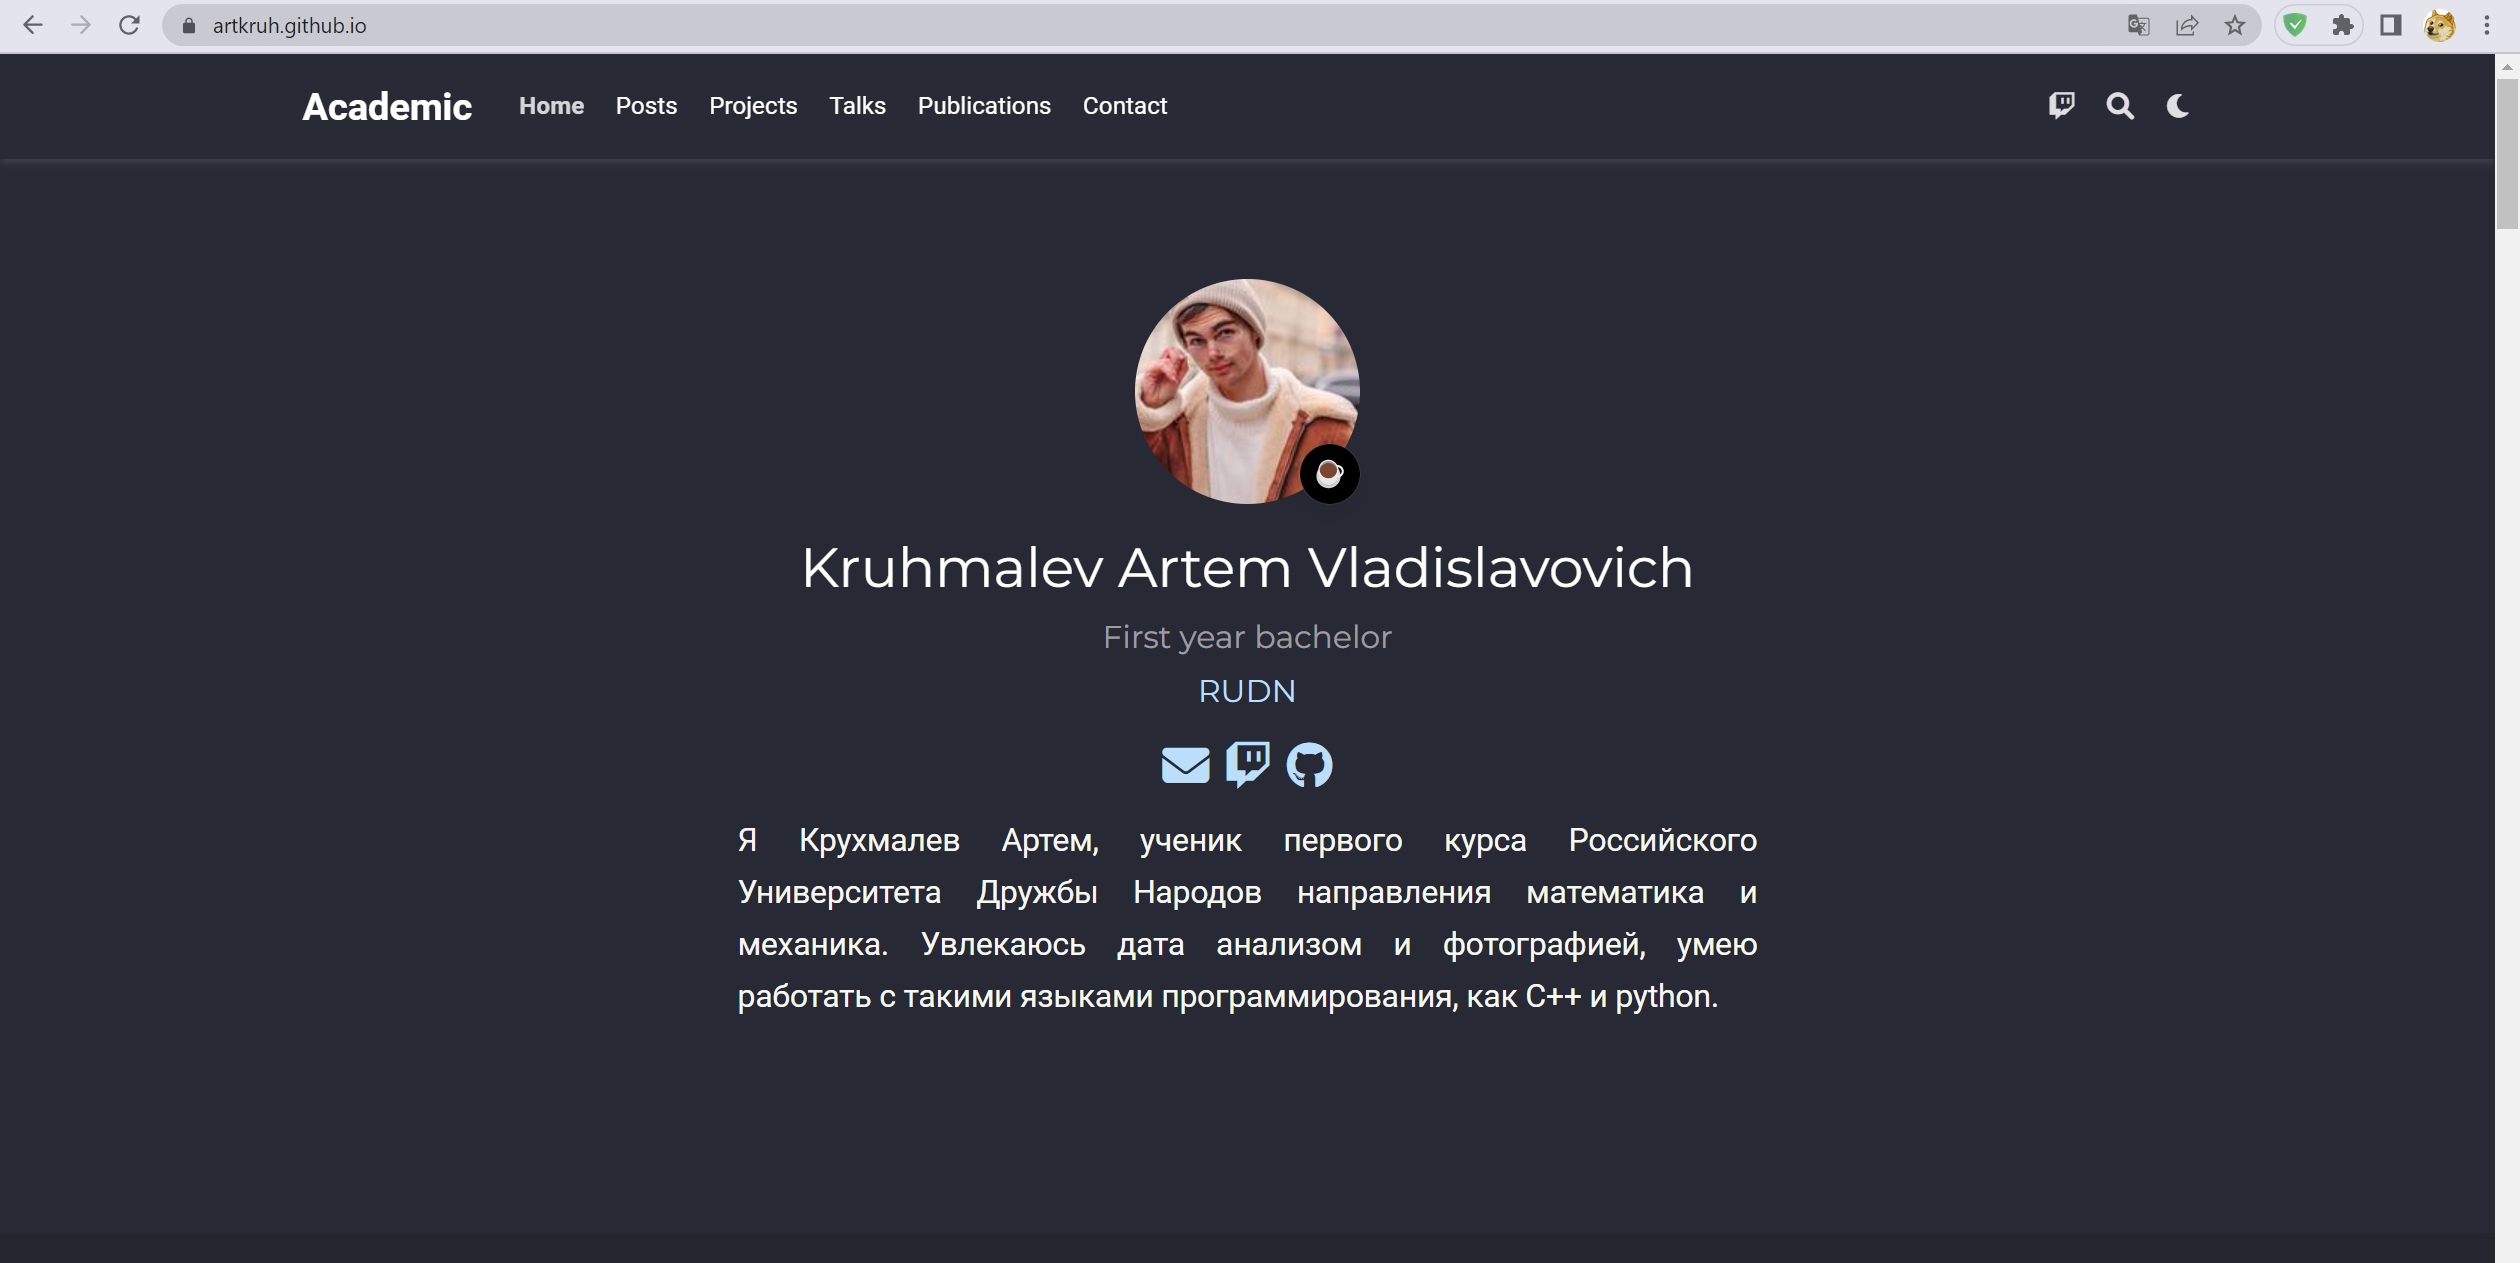 artkruh.github.io
Academic Home Posts Projects Talks Publications Contact
Kruhmalev Artem Vladislavovich
First year bachelor
RUDN
Я Крухмалев Артем, ученик первого курса Российского
Университета Дружбы Народов направления математика и
механика. Увлекаюсь дата анализом и фотографией, умею
работать с такими языками программирования, как C++ и python.